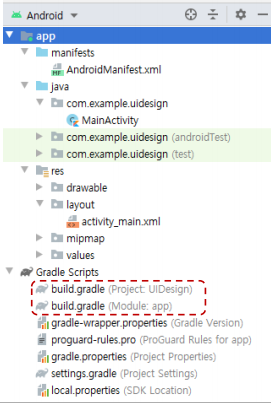 Android
app
manifests
AndroidManifest.xml
java
com.example.uidesign
MainActivity
com.example.uidesign (androidTest)
com.example.uidesign (test)
res
drawable
layout
activity_main.xml
mipmap
values
Gradle Scripts
build.gradle (Project: UIDesign)
build.gradle (Module: app)
gradle-wrapper.properties (Gradle Version)
proguard-rules.pro (ProGuard Rules for app)
gradle.properties (Project Properties)
settings.gradle (Project Settings)
local.properties (SDK Location)